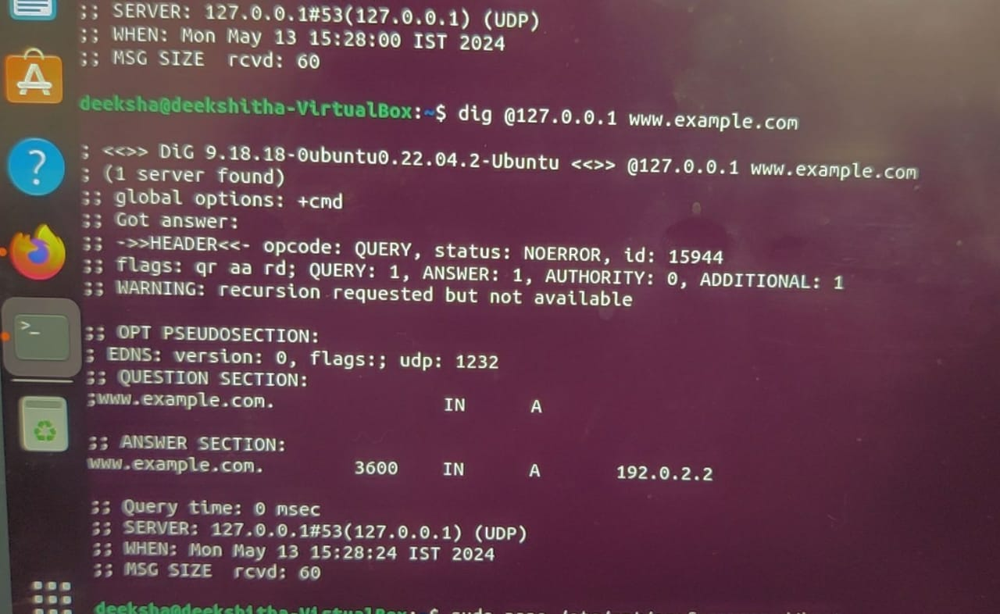 ;; SERVER: 127.0.0.1#53(127.0.0.1) (UDP)
;; WHEN: Mon May 13 15:28:00 IST 2024
;; MSG SIZE  rcvd: 60
deeksha@deekshitha-VirtualBox:~$ dig @127.0.0.1 www.example.com
; <<>> DiG 9.18.18-0ubuntu0.22.04.2-Ubuntu <<>> @127.0.0.1 www.example.com
; (1 server found)
;; global options: +cmd
;; Got answer:
;; ->>HEADER<<- opcode: QUERY, status: NOERROR, id: 15944
;; flags: qr aa rd; QUERY: 1, ANSWER: 1, AUTHORITY: 0, ADDITIONAL: 1
;; WARNING: recursion requested but not available
;; OPT PSEUDOSECTION:
; EDNS: version: 0, flags:; udp: 1232
;; QUESTION SECTION:
;www.example.com. IN A
;; ANSWER SECTION:
www.example.com. 3600 IN A 192.0.2.2
;; Query time: 0 msec
;; SERVER: 127.0.0.1#53(127.0.0.1) (UDP)
;; WHEN: Mon May 13 15:28:24 IST 2024
;; MSG SIZE  rcvd: 60
deeksha@deekshitha-VirtualBox:~$ sudo nano